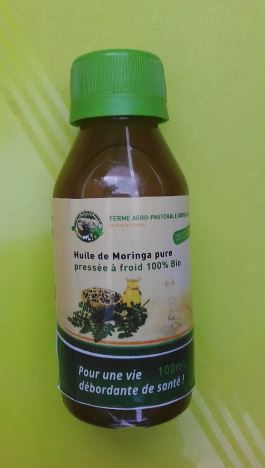 FERME AGRO-PASTORALE
Huile de Moringa pure
pressée à froid 100% Bio
100mL
Pour une vie
débordante de santé !